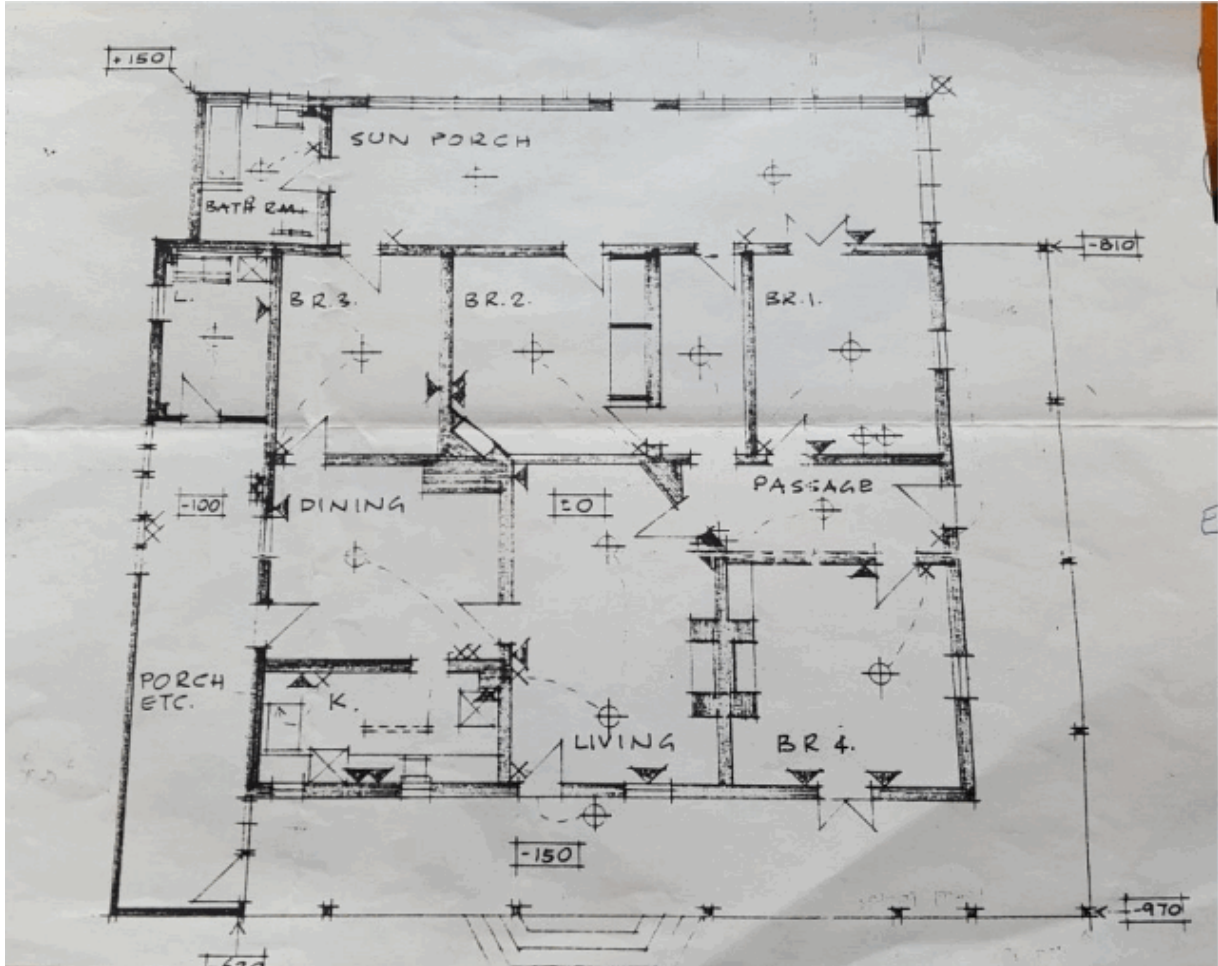 +150
SUN PORCH
BATH RM.
-810
L.
BR.3.
BR.2.
BR.1.
-100
DINING
±0
PASSAGE
PORCH
ETC.
K.
LIVING
BR 4.
-150
-970